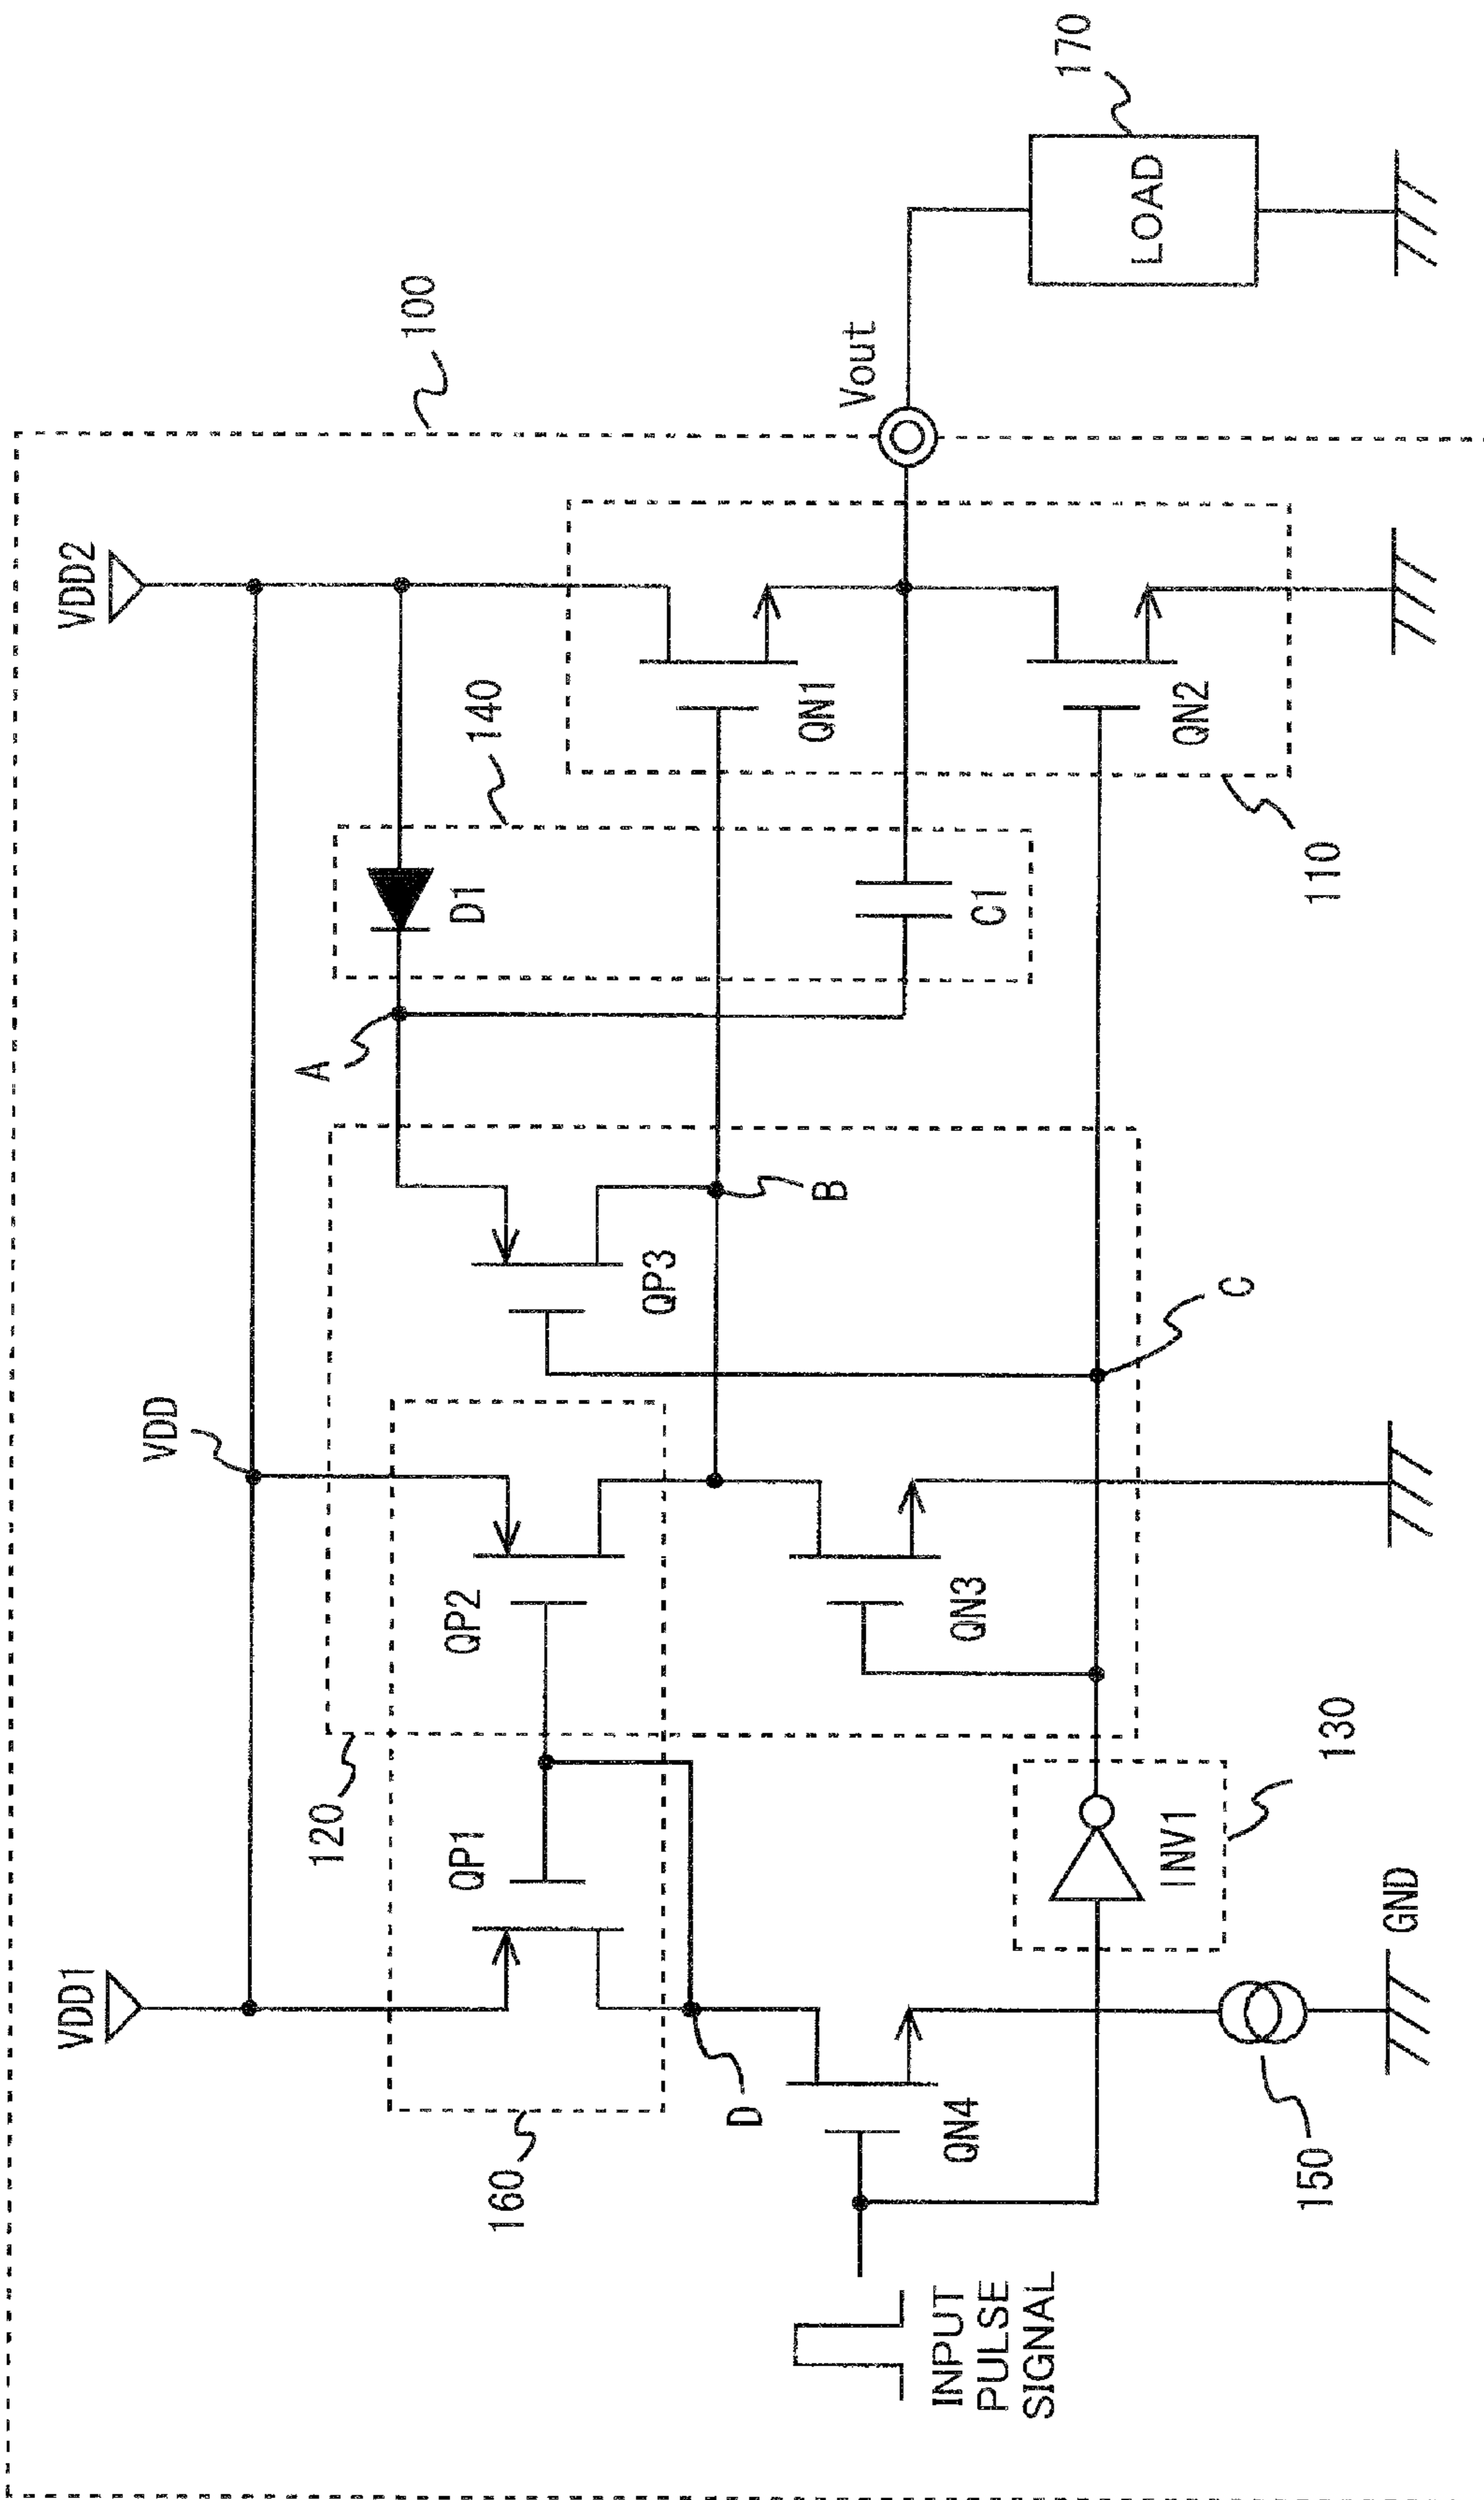 VDD1
VDD
VDD2
100
120
A
140
160
QP1
QP2
QP3
D1
D
B
QN1
Vout
INPUT
PULSE
SIGNAL
QN4
QN3
C1
170
LOAD
INV1
C
QN2
150
130
110
GND